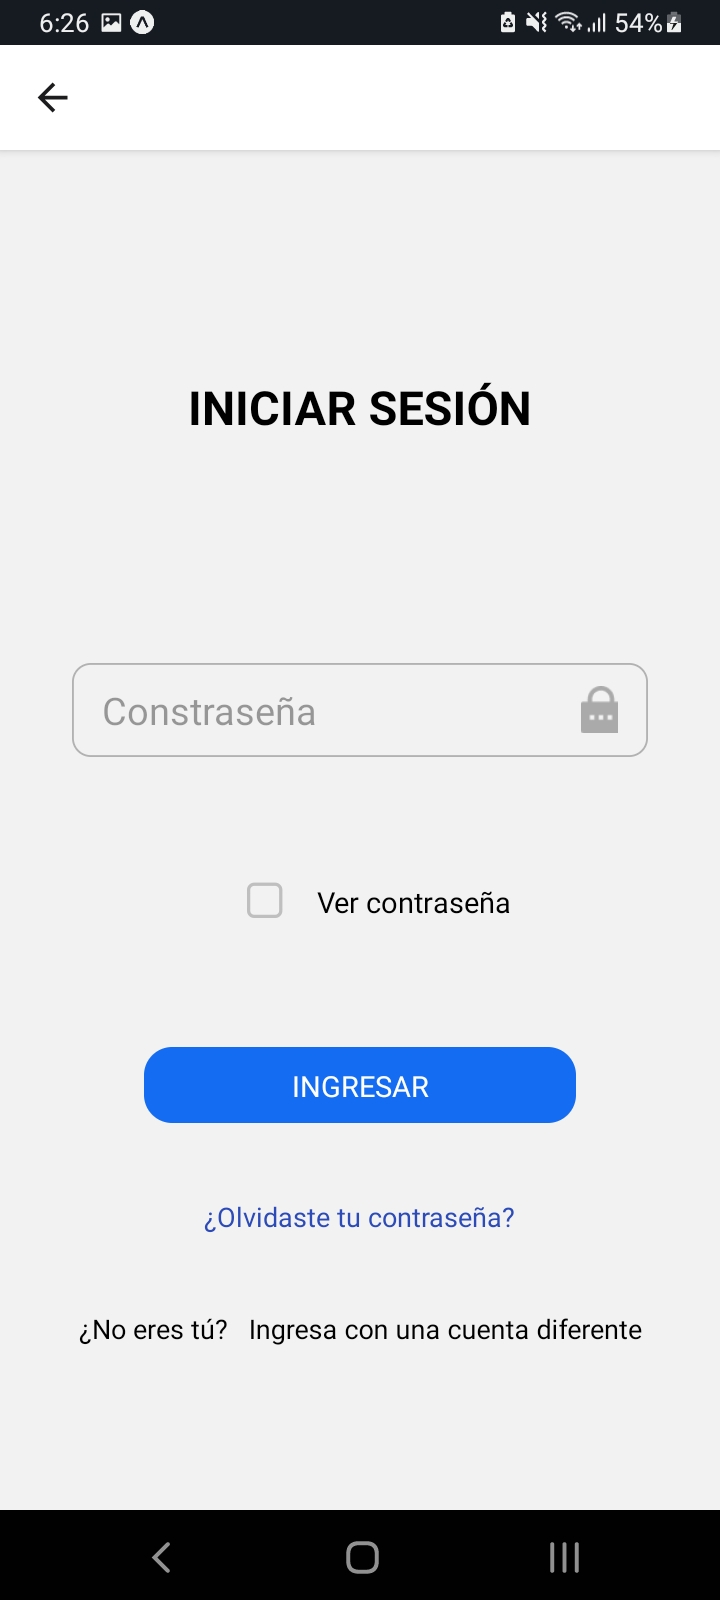 6:26 54%
INICIAR SESIÓN
Constraseña
Ver contraseña
INGRESAR
¿Olvidaste tu contraseña?
¿No eres tú? Ingresa con una cuenta diferente